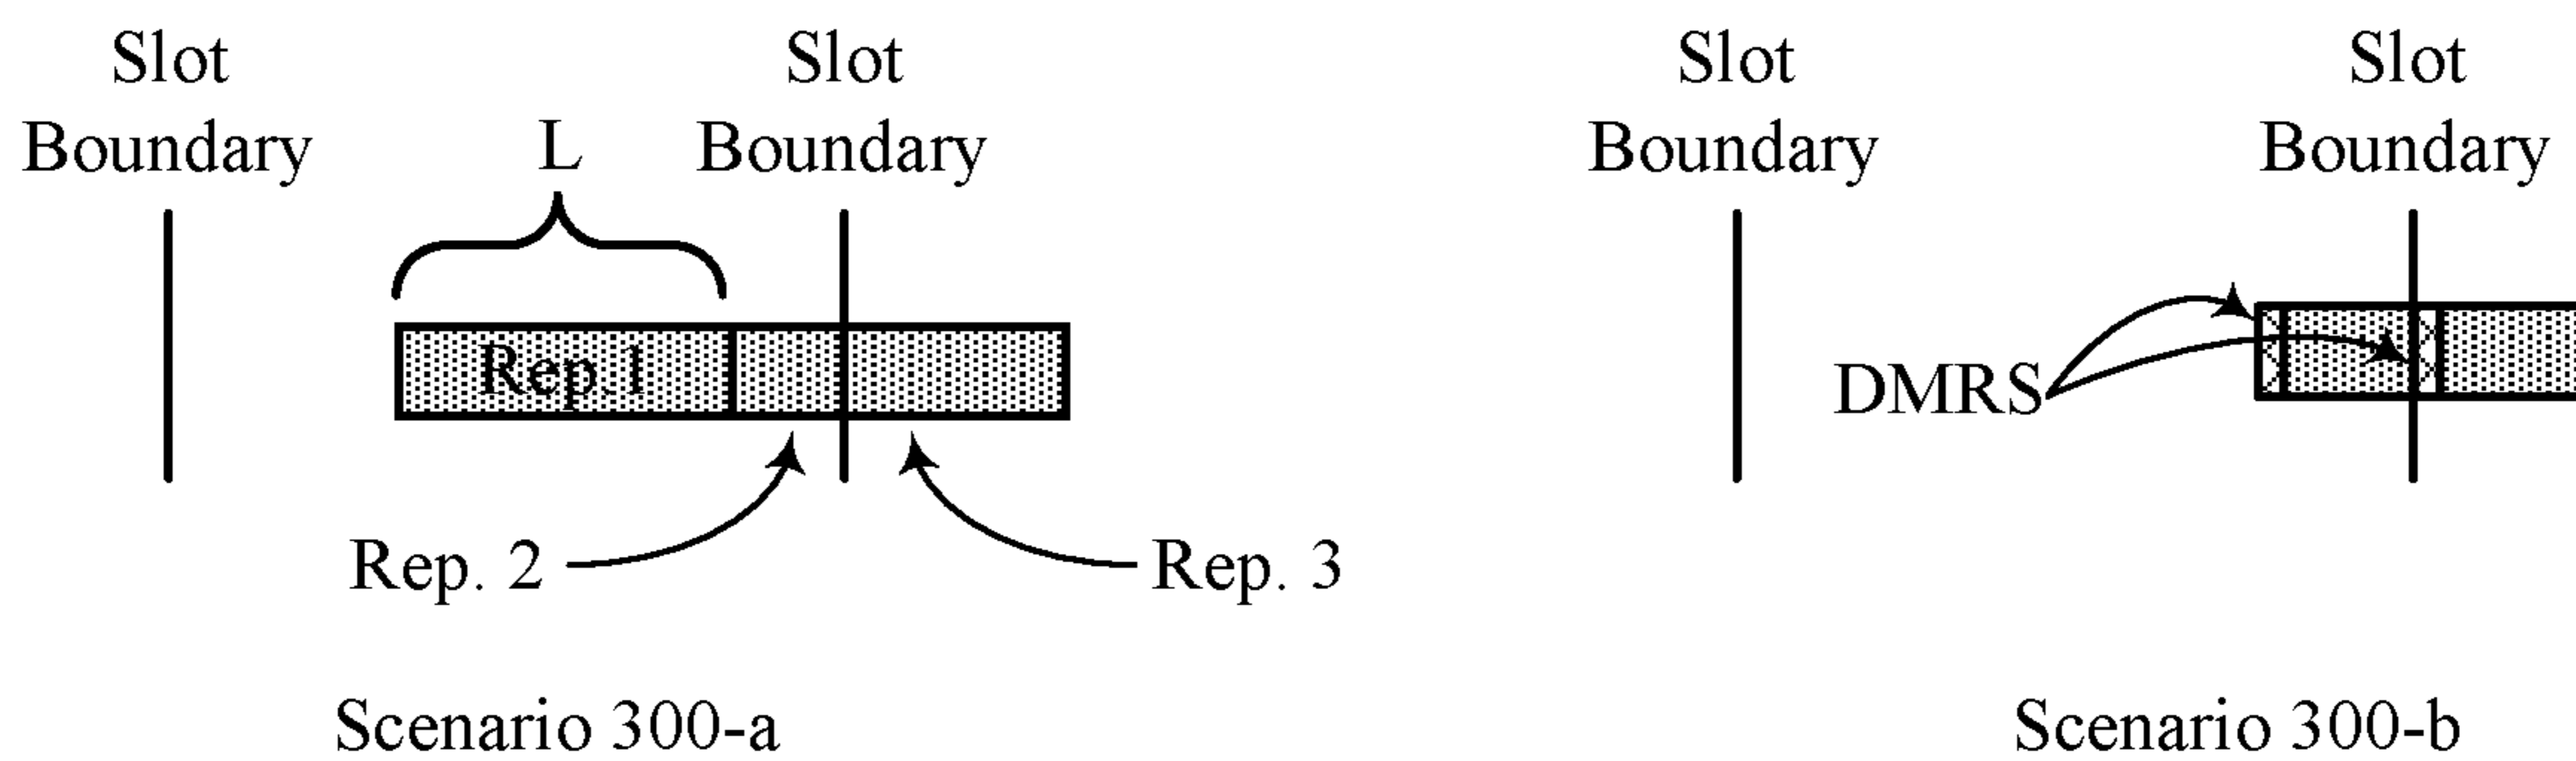 Slot
Boundary
L
Slot
Boundary
Rep.1
Rep. 2
Rep. 3
Scenario 300-a
Slot
Boundary
Slot
Boundary
DMRS
Scenario 300-b